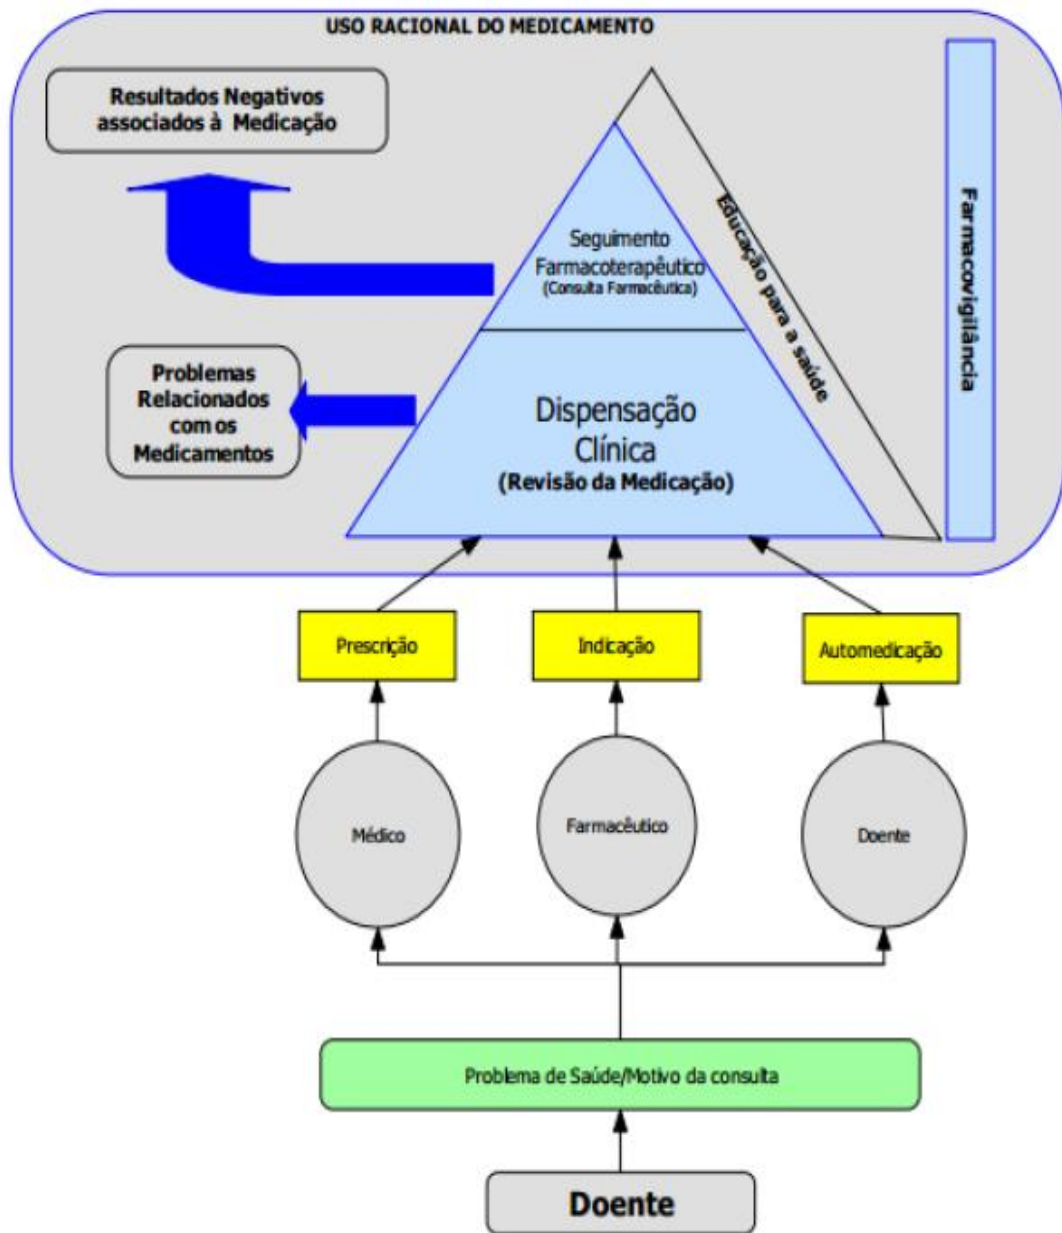 USO RACIONAL DO MEDICAMENTO
Resultados Negativos
associados à Medicação
Seguimento
Farmacoterapêutico
(Consulta Farmacêutica)
Educação para a saúde
Farmacovigilância
Problemas
Relacionados
com os
Medicamentos
Dispensação
Clínica
(Revisão da Medicação)
Prescrição
Indicação
Automedicação
Médico
Farmacêutico
Doente
Problema de Saúde/Motivo da consulta
Doente